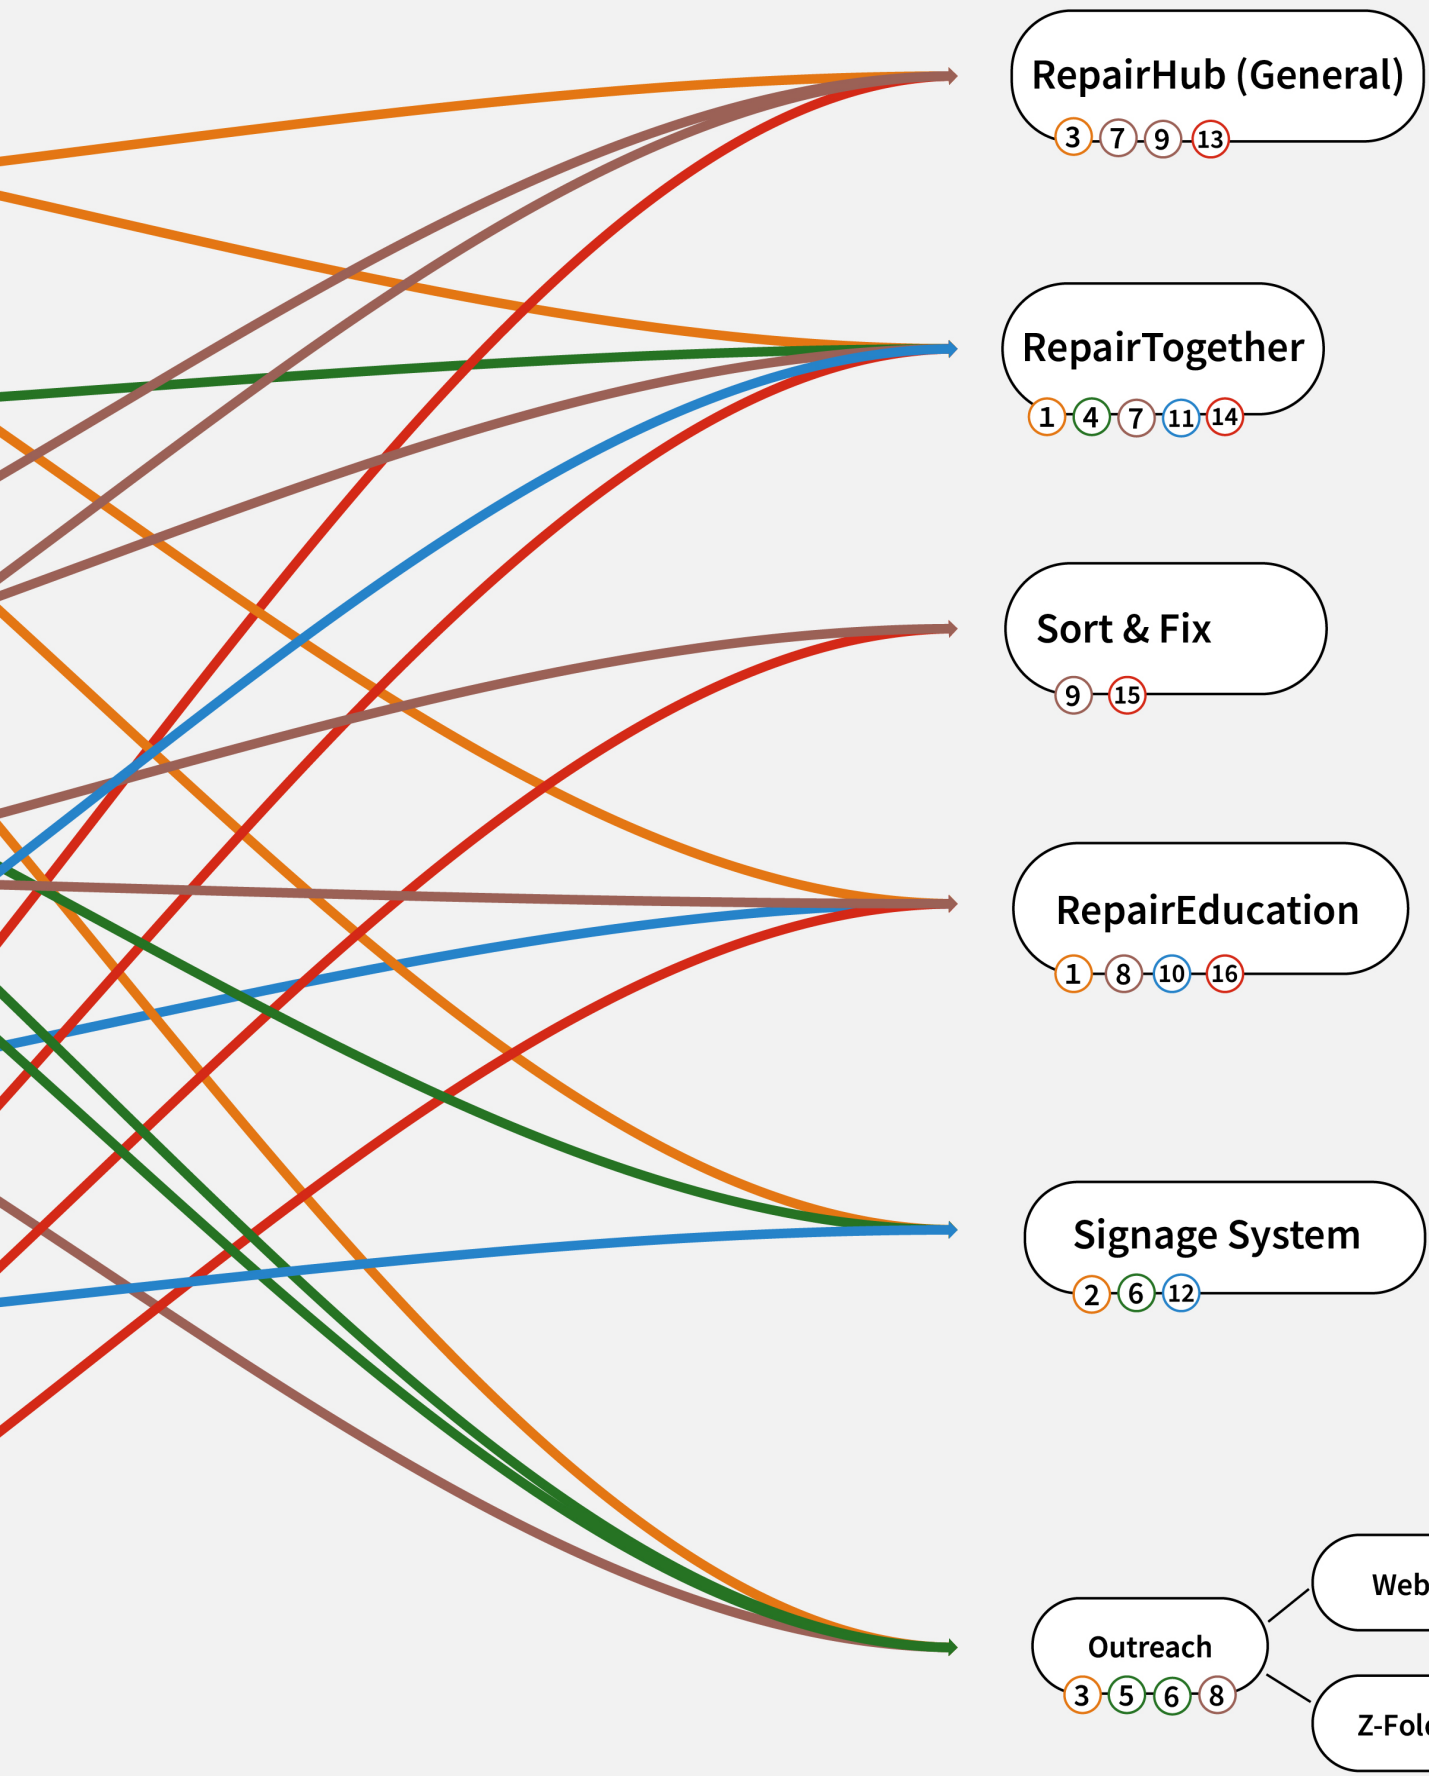 RepairHub (General)
3 7 9 13
RepairTogether
1 4 7 11 14
Sort & Fix
9 15
RepairEducation
1 8 10 16
Signage System
2 6 12
Web
Outreach
3 5 6 8